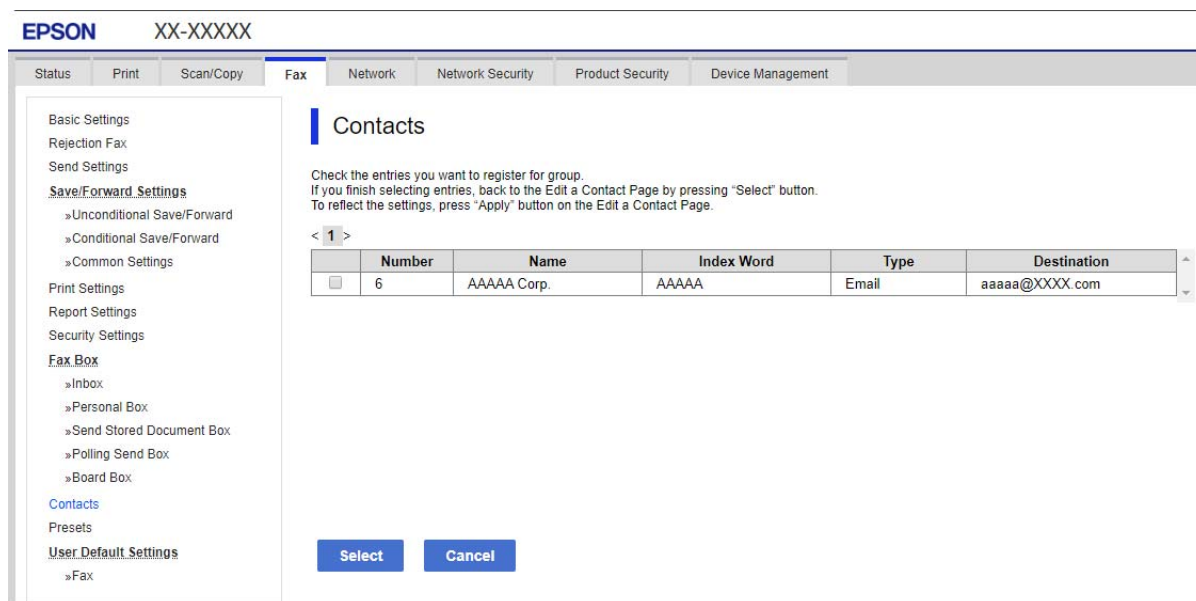 EPSON XX-XXXXX
Status Print Scan/Copy Fax Network Network Security Product Security Device Management
Basic Settings
Rejection Fax
Send Settings
Save/Forward Settings
»Unconditional Save/Forward
»Conditional Save/Forward
»Common Settings
Print Settings
Report Settings
Security Settings
Fax Box
»Inbox
»Personal Box
»Send Stored Document Box
»Polling Send Box
»Board Box
Contacts
Presets
User Default Settings
»Fax
Contacts
Check the entries you want to register for group.
If you finish selecting entries, back to the Edit a Contact Page by pressing “Select” button.
To reflect the settings, press “Apply” button on the Edit a Contact Page.
< 1 >
Number Name Index Word Type Destination
6 AAAAA Corp. AAAAA Email aaaaa@XXXX.com
Select Cancel